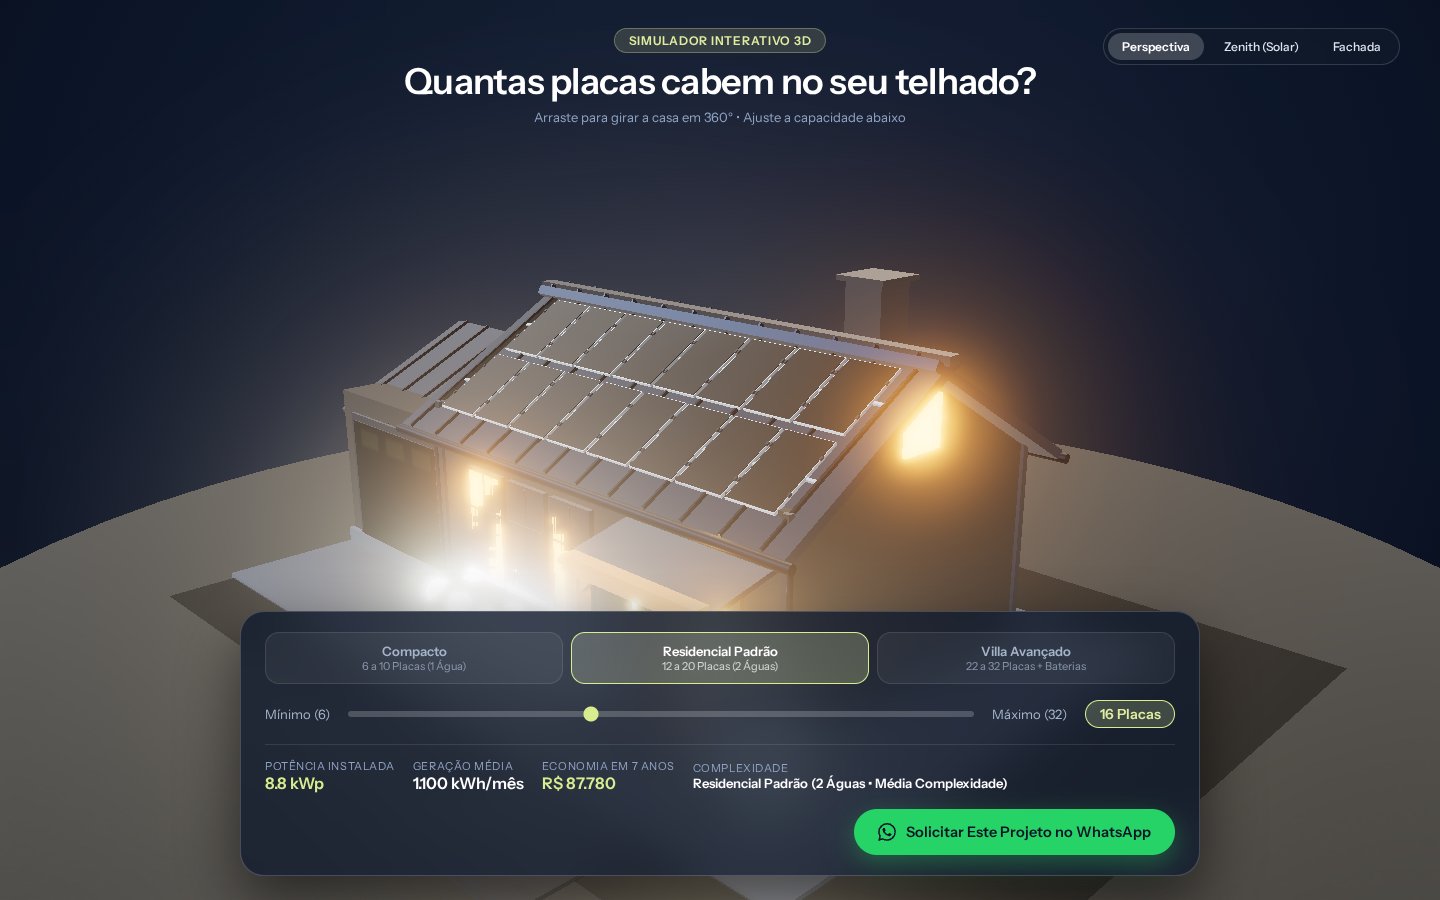 SIMULADOR INTERATIVO 3D
Quantas placas cabem no seu telhado?
Arraste para girar a casa em 360° • Ajuste a capacidade abaixo
Perspectiva
Zenith (Solar)
Fachada
Compacto
6 a 10 Placas (1 Água)
Residencial Padrão
12 a 20 Placas (2 Águas)
Villa Avançado
22 a 32 Placas + Baterias
Mínimo (6)
Máximo (32)
16 Placas
POTÊNCIA INSTALADA
8.8 kWp
GERAÇÃO MÉDIA
1.100 kWh/mês
ECONOMIA EM 7 ANOS
R$ 87.780
COMPLEXIDADE
Residencial Padrão (2 Águas • Média Complexidade)
Solicitar Este Projeto no WhatsApp